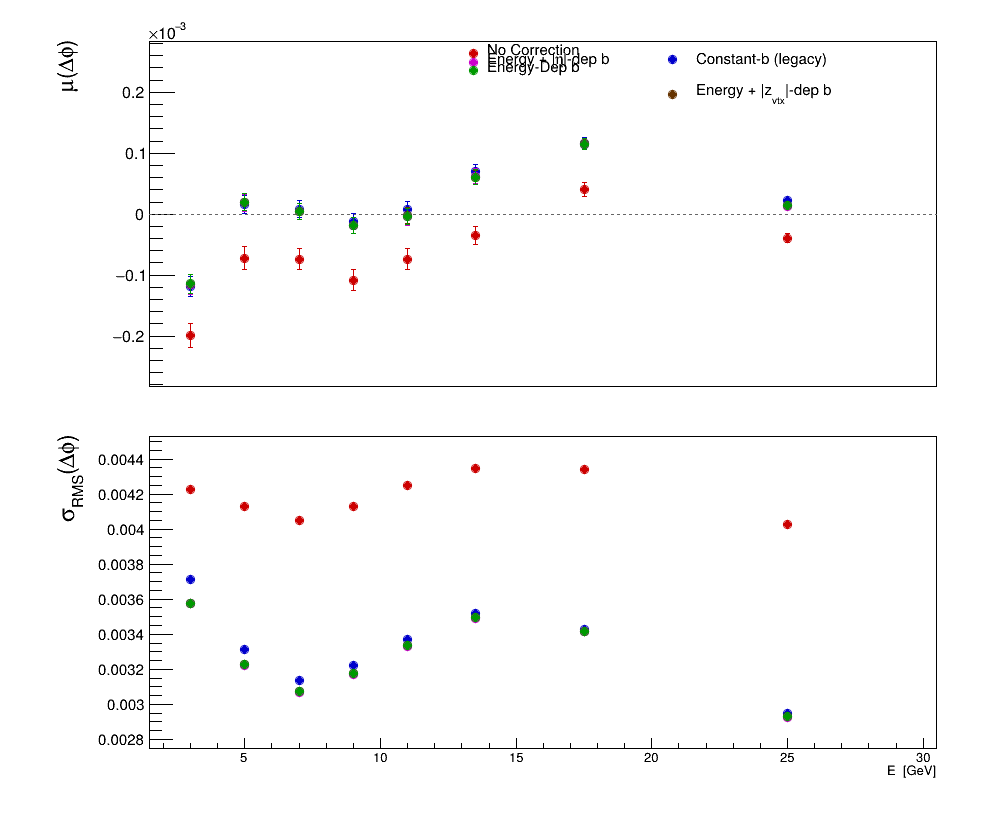 ×10⁻³
μ(Δϕ)
No Correction
Energy + |η|-dep b
Energy-Dep b
Constant-b (legacy)
Energy + |z_vtx|-dep b
0.2
0.1
0
−0.1
−0.2
σ_RMS(Δϕ)
0.0044
0.0042
0.004
0.0038
0.0036
0.0034
0.0032
0.003
0.0028
5 10 15 20 25 30
E [GeV]